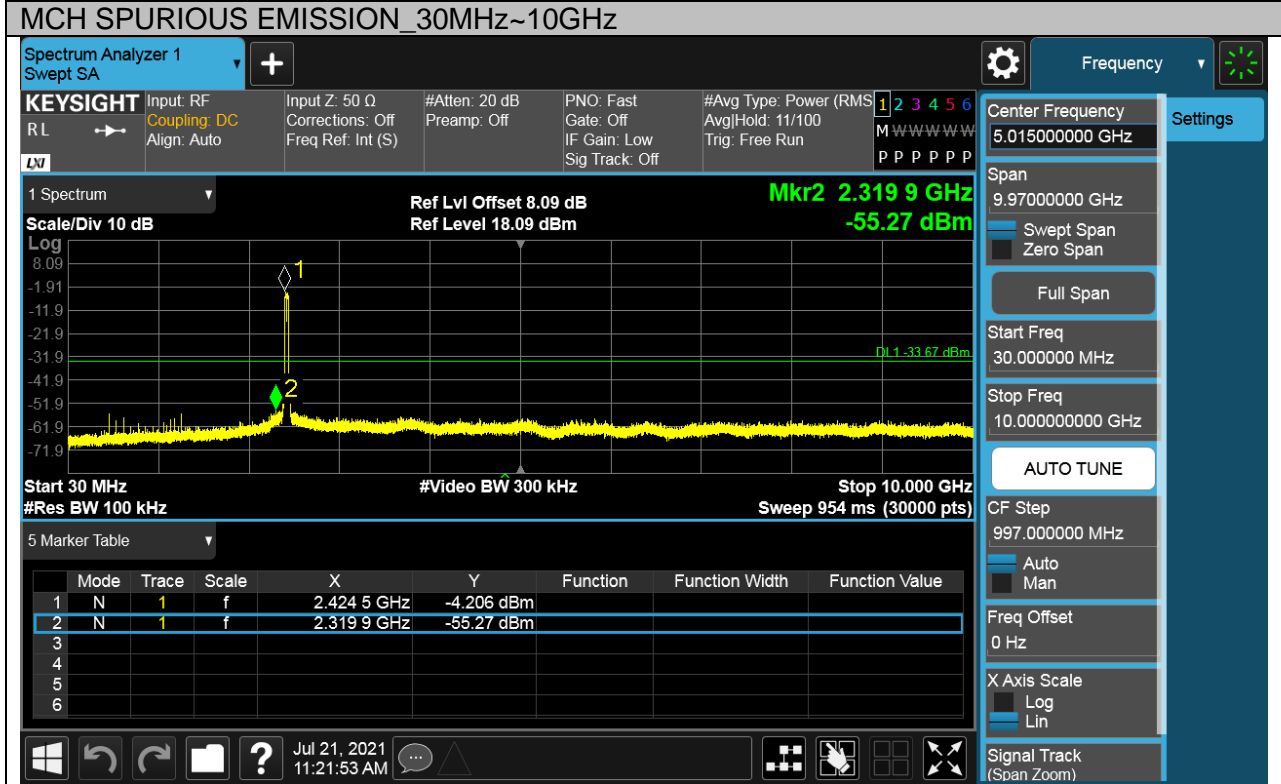 MCH SPURIOUS EMISSION_30MHz~10GHz
Spectrum Analyzer 1
Swept SA
+
Frequency
KEYSIGHT
RL
LXI
Input: RF
Coupling: DC
Align: Auto
Input Z: 50 Ω
Corrections: Off
Freq Ref: Int (S)
#Atten: 20 dB
Preamp: Off
PNO: Fast
Gate: Off
IF Gain: Low
Sig Track: Off
#Avg Type: Power (RMS
Avg|Hold: 11/100
Trig: Free Run
1 2 3 4 5 6
M W W W W W
P P P P P P
1 Spectrum
Scale/Div 10 dB
Ref Lvl Offset 8.09 dB
Ref Level 18.09 dBm
Mkr2 2.319 9 GHz
-55.27 dBm
Log
8.09
-1.91
-11.9
-21.9
-31.9
-41.9
-51.9
-61.9
-71.9
1
2
DL1 -33.67 dBm
Start 30 MHz
#Res BW 100 kHz
#Video BW 300 kHz
Stop 10.000 GHz
Sweep 954 ms (30000 pts)
5 Marker Table
Mode Trace Scale X Y Function Function Width Function Value
1 N 1 f 2.424 5 GHz -4.206 dBm
2 N 1 f 2.319 9 GHz -55.27 dBm
3
4
5
6
?
Jul 21, 2021
11:21:53 AM
Center Frequency
5.015000000 GHz
Settings
Span
9.97000000 GHz
Swept Span
Zero Span
Full Span
Start Freq
30.000000 MHz
Stop Freq
10.000000000 GHz
AUTO TUNE
CF Step
997.000000 MHz
Auto
Man
Freq Offset
0 Hz
X Axis Scale
Log
Lin
Signal Track
(Span Zoom)